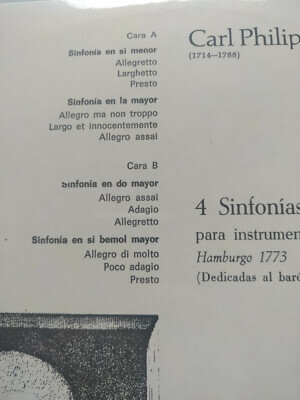 Cara A
Sinfonía en si menor
Allegretto
Larghetto
Presto
Sinfonía en la mayor
Allegro ma non troppo
Largo et innocentemente
Allegro assai
Cara B
Sinfonía en do mayor
Allegro assai
Adagio
Allegretto
Sinfonía en si bemol mayor
Allegro di molto
Poco adagio
Presto
Carl Philip
(1714—1788)
4 Sinfonías
para instrumen
Hamburgo 1773
(Dedicadas al baró